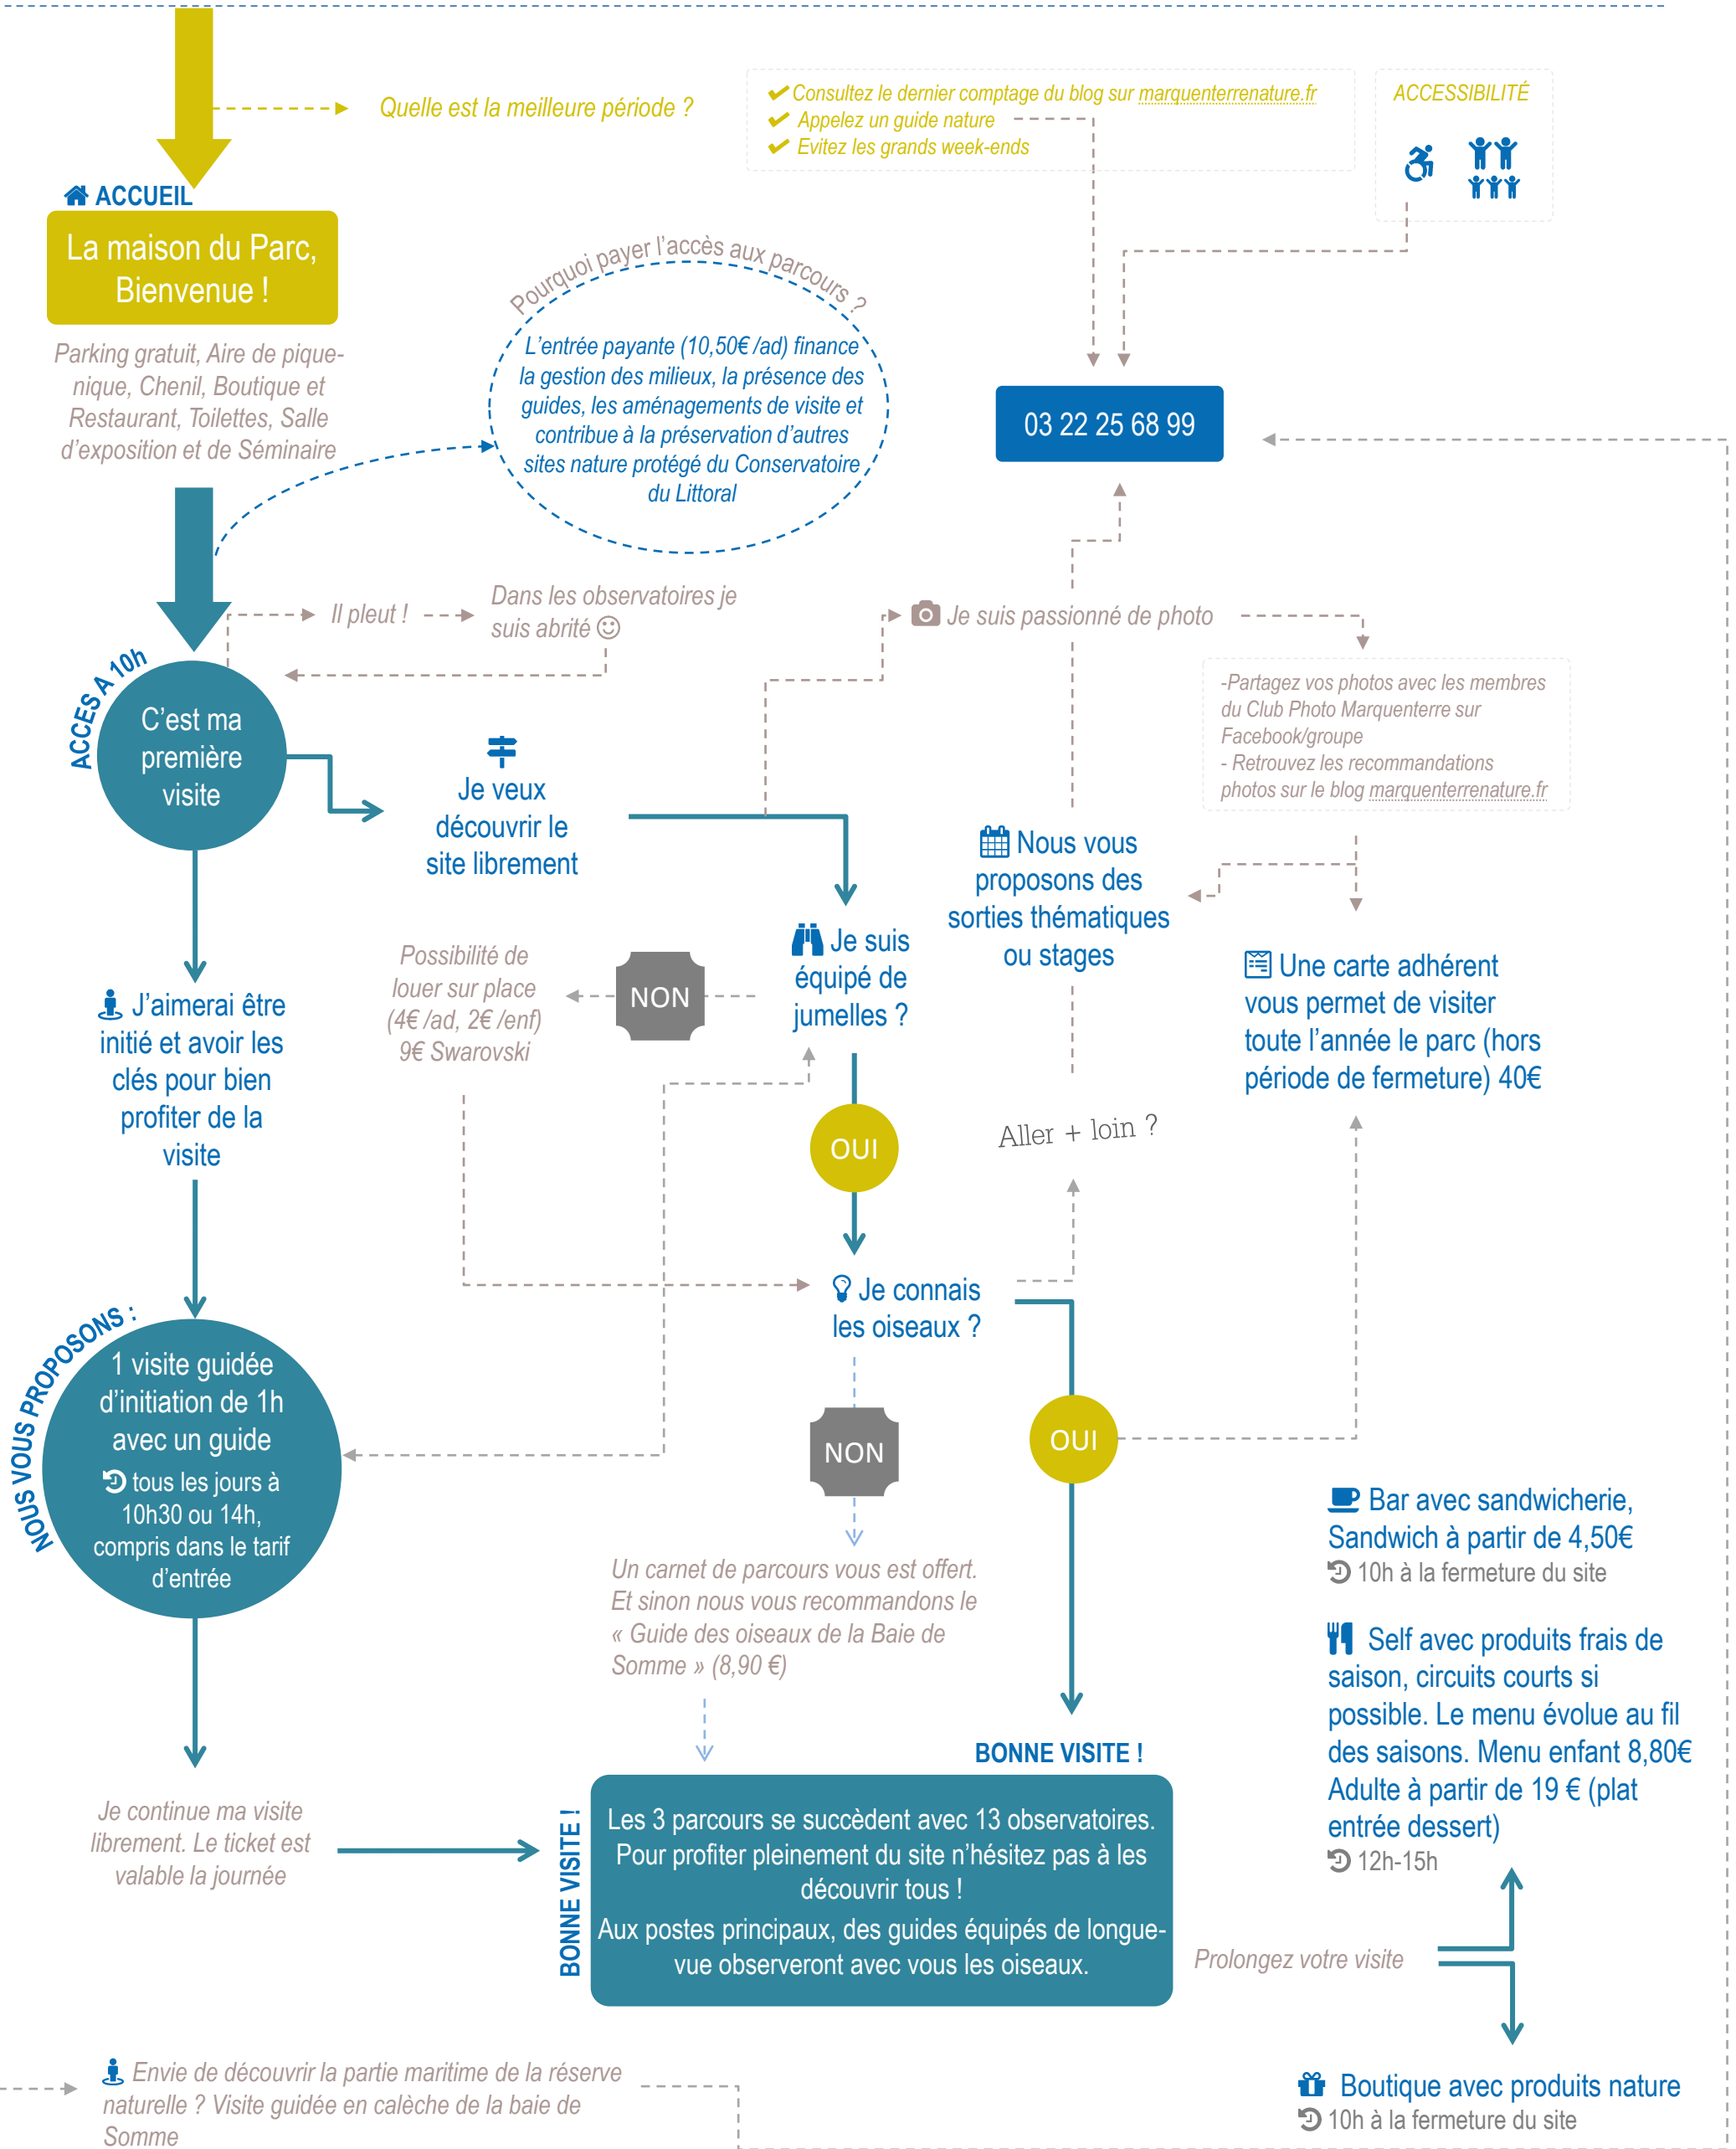 Quelle est la meilleure période ?
Consultez le dernier comptage du blog sur marquenterrenature.fr
Appelez un guide nature
Evitez les grands week-ends
ACCESSIBILITÉ
ACCUEIL
La maison du Parc,
Bienvenue !
Parking gratuit, Aire de pique-
nique, Chenil, Boutique et
Restaurant, Toilettes, Salle
d'exposition et de Séminaire
Pourquoi payer l'accès aux parcours ?
L'entrée payante (10,50€ /ad) finance
la gestion des milieux, la présence des
guides, les aménagements de visite et
contribue à la préservation d'autres
sites nature protégé du Conservatoire
du Littoral
03 22 25 68 99
Il pleut !
Dans les observatoires je
suis abrité
Je suis passionné de photo
-Partagez vos photos avec les membres
du Club Photo Marquenterre sur
Facebook/groupe
- Retrouvez les recommandations
photos sur le blog marquenterrenature.fr
ACCES A 10h
C'est ma
première
visite
Je veux
découvrir le
site librement
Nous vous
proposons des
sorties thématiques
ou stages
Je suis
équipé de
jumelles ?
NON
Possibilité de
louer sur place
(4€ /ad, 2€ /enf)
9€ Swarovski
Une carte adhérent
vous permet de visiter
toute l'année le parc (hors
période de fermeture) 40€
J'aimerai être
initié et avoir les
clés pour bien
profiter de la
visite
OUI
Aller + loin ?
Je connais
les oiseaux ?
NOUS VOUS PROPOSONS :
1 visite guidée
d'initiation de 1h
avec un guide
tous les jours à
10h30 ou 14h,
compris dans le tarif
d'entrée
NON
OUI
Un carnet de parcours vous est offert.
Et sinon nous vous recommandons le
« Guide des oiseaux de la Baie de
Somme » (8,90 €)
Bar avec sandwicherie,
Sandwich à partir de 4,50€
10h à la fermeture du site
Self avec produits frais de
saison, circuits courts si
possible. Le menu évolue au fil
des saisons. Menu enfant 8,80€
Adulte à partir de 19 € (plat
entrée dessert)
12h-15h
Je continue ma visite
librement. Le ticket est
valable la journée
BONNE VISITE !
BONNE VISITE !
Les 3 parcours se succèdent avec 13 observatoires.
Pour profiter pleinement du site n'hésitez pas à les
découvrir tous !
Aux postes principaux, des guides équipés de longue-
vue observeront avec vous les oiseaux.
Prolongez votre visite
Boutique avec produits nature
10h à la fermeture du site
Envie de découvrir la partie maritime de la réserve
naturelle ? Visite guidée en calèche de la baie de
Somme